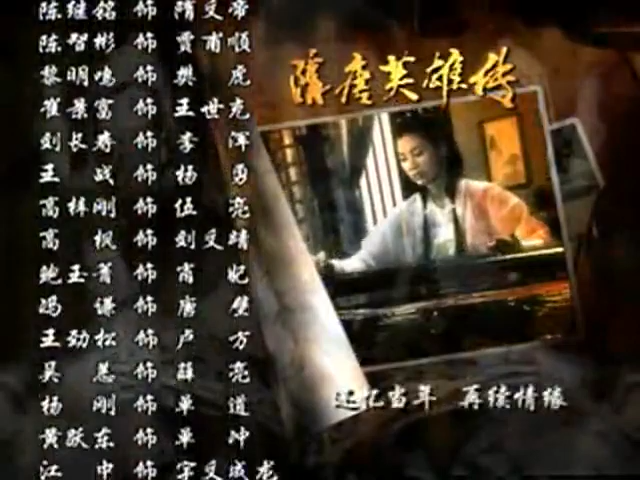 陈继铭 饰 隋文帝
陈智彬 饰 贾甫顺
黎明鸣 饰 樊虎
崔景富 饰 王世充
刘长寿 饰 李浑
王战 饰 杨勇
高梓刚 饰 伍亮
高枫 饰 刘文靖
鲍玉箫 饰 宵妃
冯谦 饰 唐壁
王劲松 饰 卢方
吴惹 饰 薛亮
杨刚 饰 单道
黄跃东 饰 单冲
江中 饰 宇文成龙
隋唐英雄传
还忆当年 再续情缘